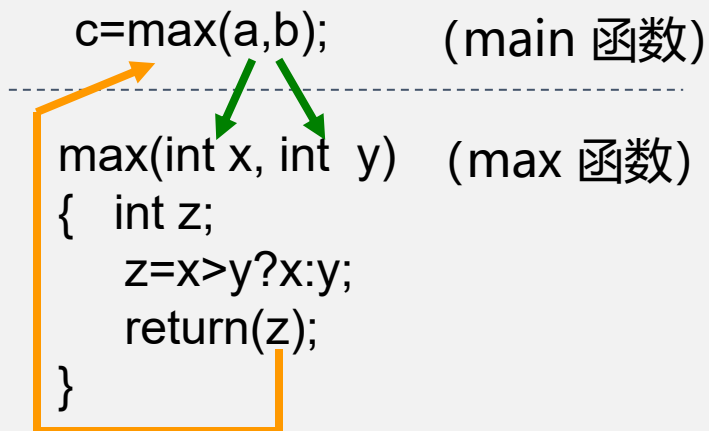 c=max(a,b); (main 函数)
max(int x, int y) (max 函数)
{ int z;
z=x>y?x:y;
return(z);
}